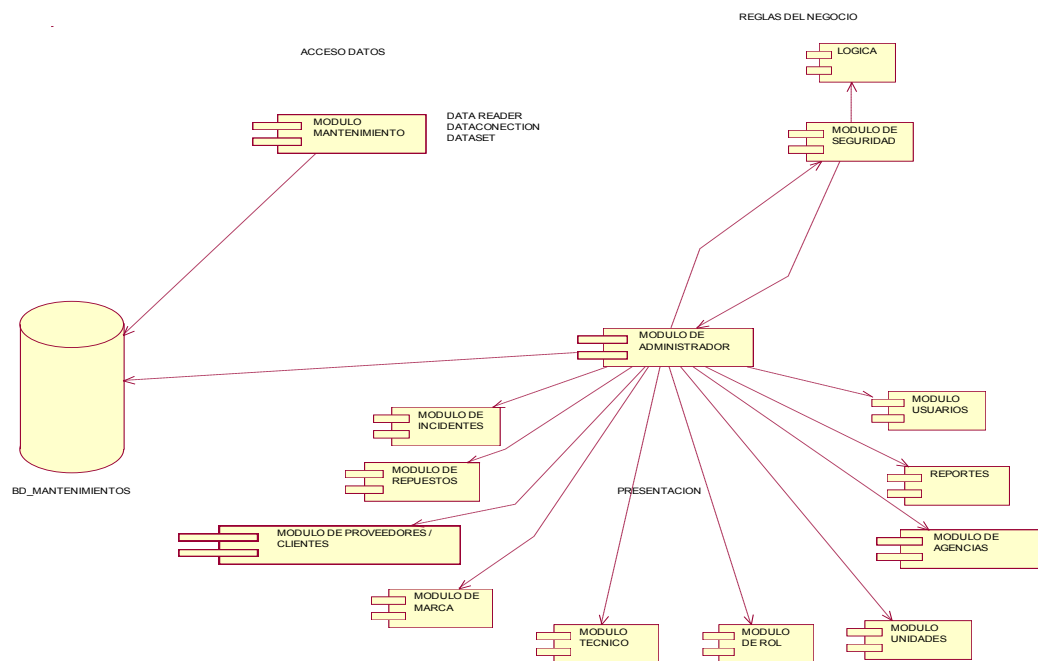 REGLAS DEL NEGOCIO
ACCESO DATOS
LOGICA
MODULO
MANTENIMIENTO
DATA READER
DATACONECTION
DATASET
MODULO DE
SEGURIDAD
MODULO DE
ADMINISTRADOR
MODULO
USUARIOS
MODULO DE
INCIDENTES
MODULO DE
REPUESTOS
REPORTES
BD_MANTENIMIENTOS
PRESENTACION
MODULO DE PROVEEDORES /
CLIENTES
MODULO DE
AGENCIAS
MODULO DE
MARCA
MODULO
TECNICO
MODULO
DE ROL
MODULO
UNIDADES